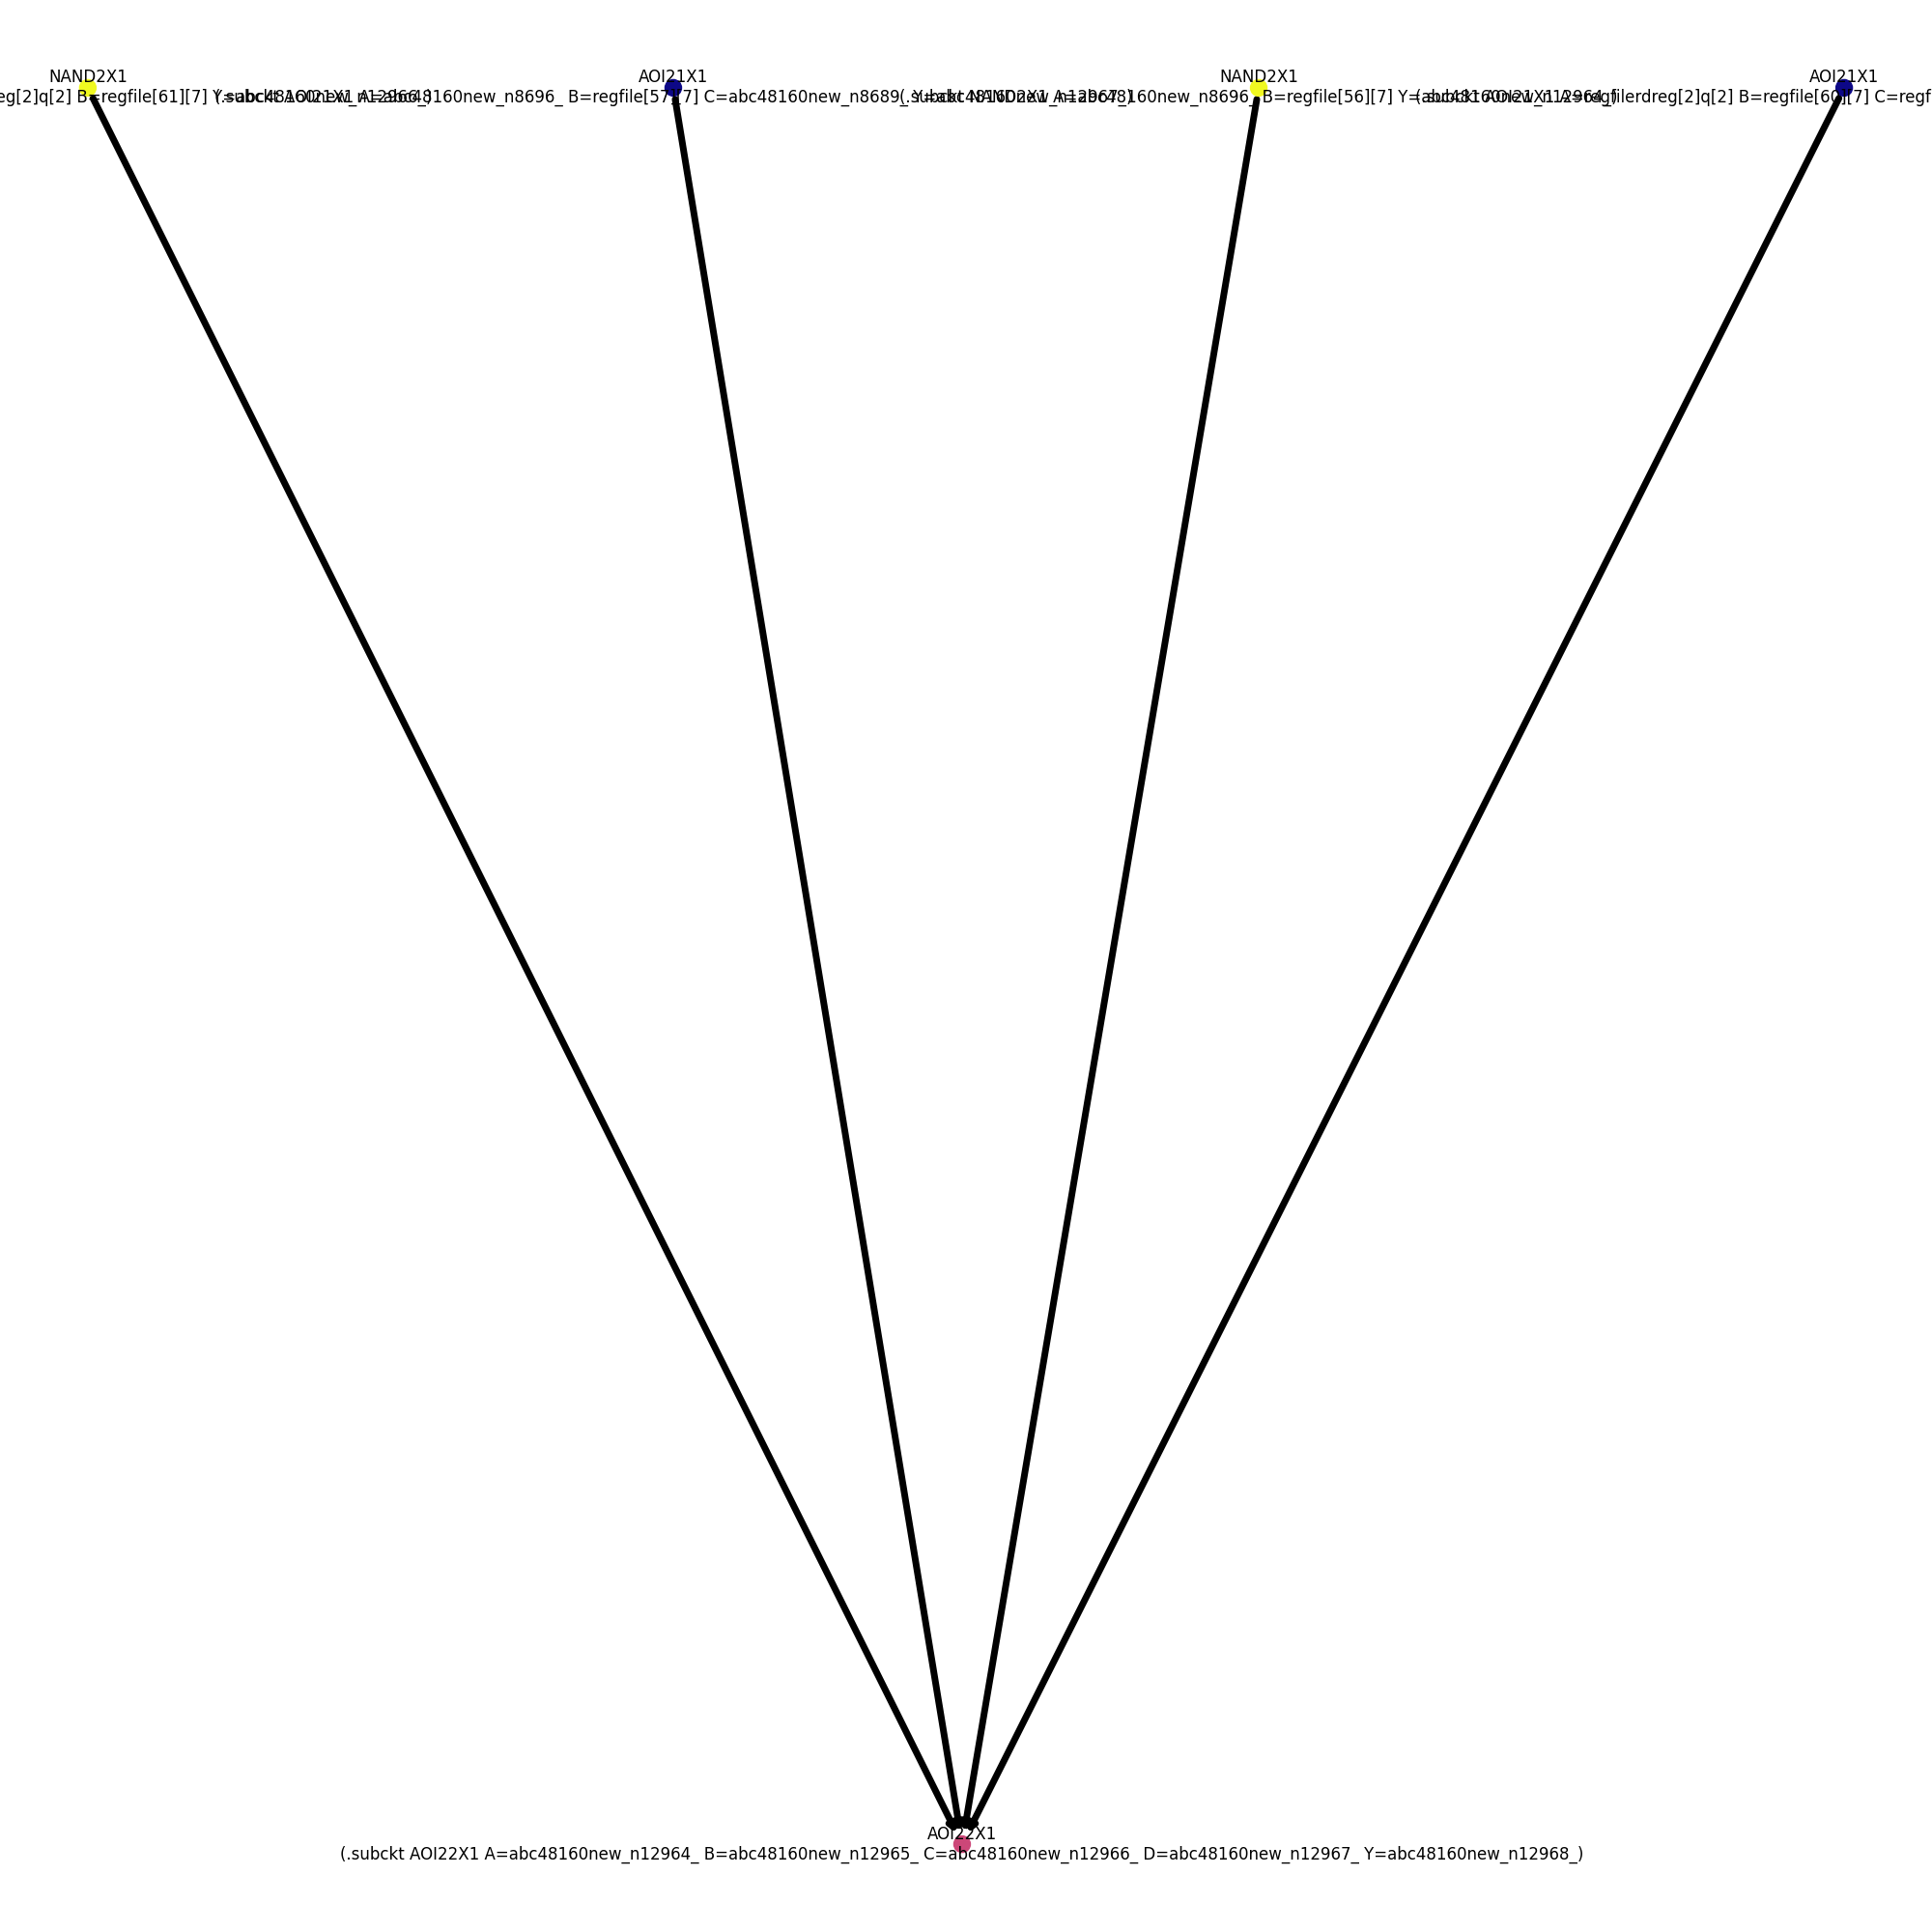 NAND2X1 AOI21X1 NAND2X1 AOI21X1
eg[2]q[2] B=regfile[61][7] Y=abc48160new_n12966_) (.subckt AOI21X1 A=abc48160new_n8696_ B=regfile[57][7] C=abc48160new_n8689_ Y=abc48160new_n12967_) (.subckt NAND2X1 A=abc48160new_n8696_ B=regfile[56][7] Y=abc48160new_n12964_) (.subckt AOI21X1 A=regfilerdreg[2]q[2] B=regfile[60][7] C=regf
AOI22X1
(.subckt AOI22X1 A=abc48160new_n12964_ B=abc48160new_n12965_ C=abc48160new_n12966_ D=abc48160new_n12967_ Y=abc48160new_n12968_)